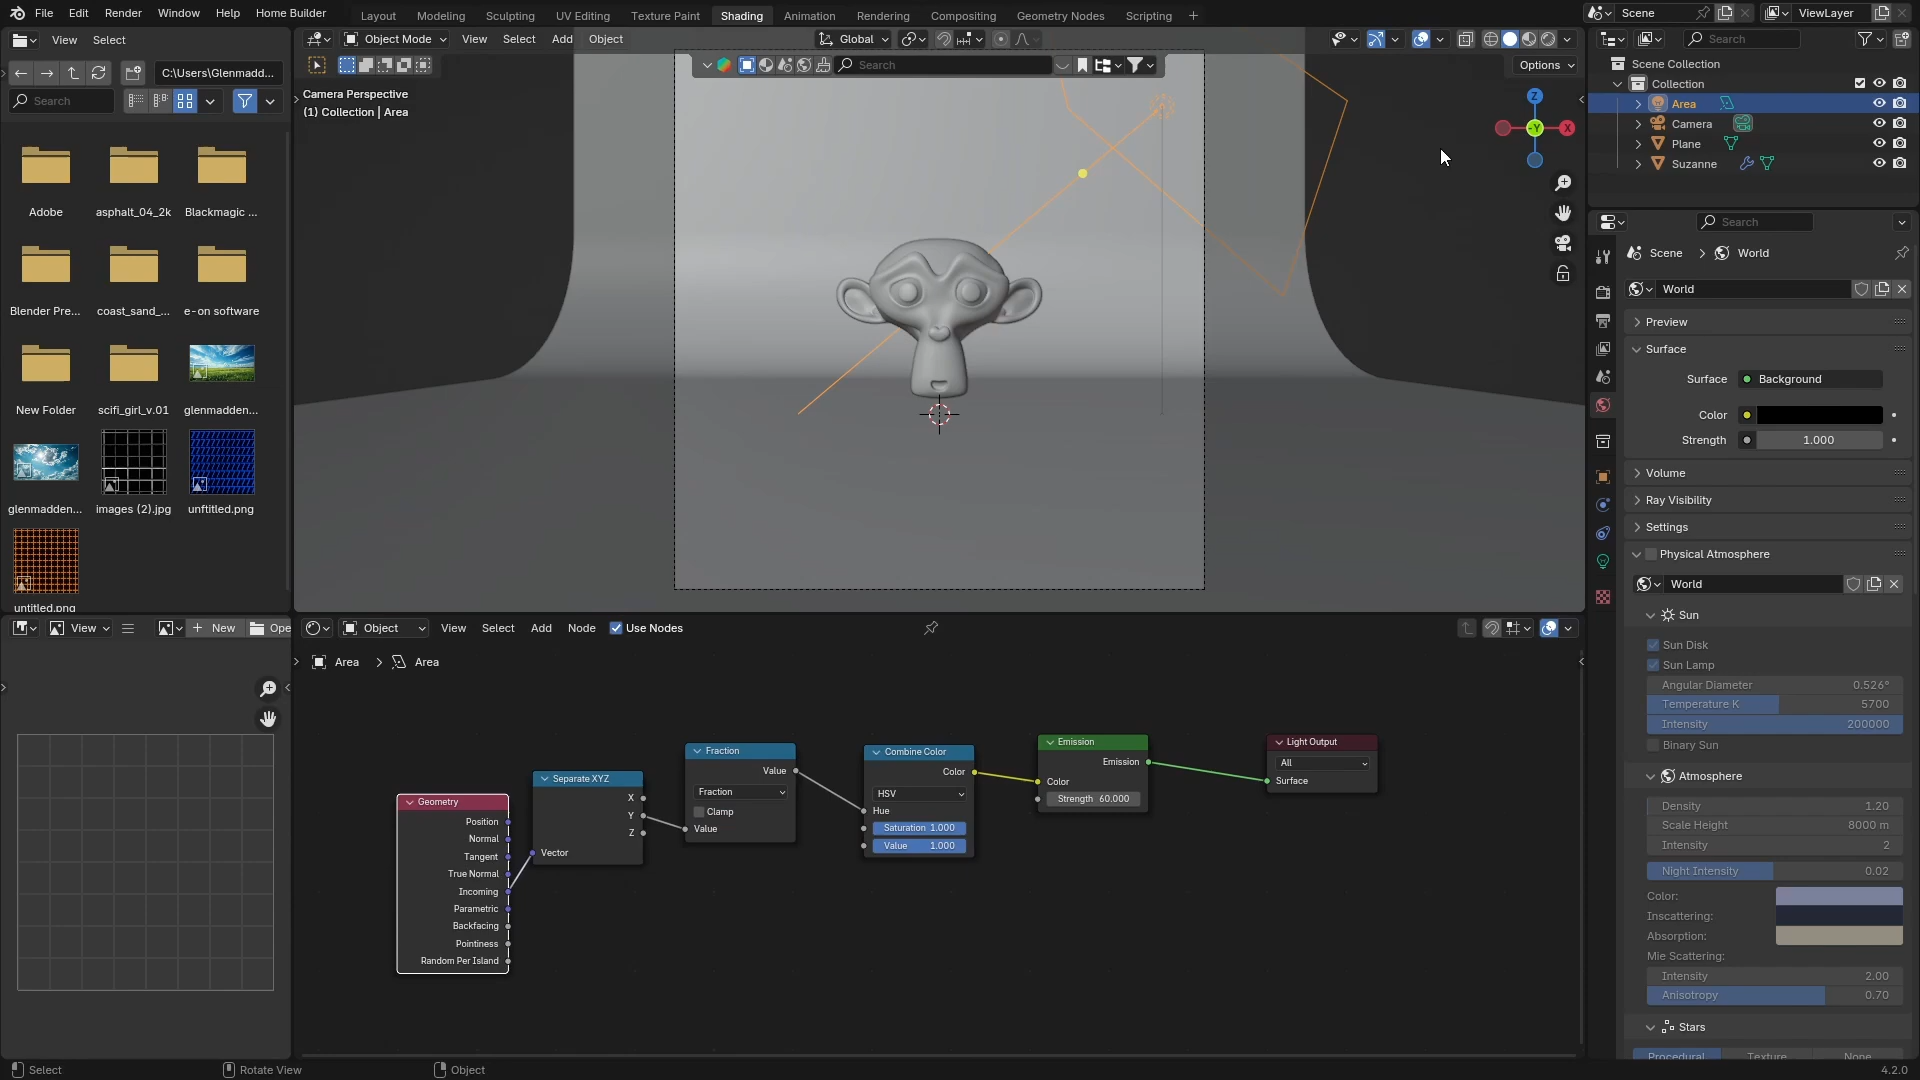 File Edit Render Window Help Home Builder Layout Modeling Sculpting UV Editing Texture Paint Shading Animation Rendering Compositing Geometry Nodes Scripting + Scene ViewLayer
View Select
C:\Users\Glenmadd...
Search
Adobe asphalt_04_2k Blackmagic ...
Blender Pre... coast_sand_... e-on software
New Folder scifi_girl_v.01 glenmadden...
glenmadden... images (2).jpg unftitled.png
untitled.png
Object Mode View Select Add Object Global
Search
Options
Camera Perspective
(1) Collection | Area
Z
-Y
X
Search
Scene Collection
Collection
Area
Camera
Plane
Suzanne
Search
Scene > World
World
Preview
Surface
Surface Background
Color
Strength 1.000
Volume
Ray Visibility
Settings
Physical Atmosphere
World
Sun
Sun Disk
Sun Lamp
Angular Diameter 0.526°
Temperature K 5700
Intensity 200000
Binary Sun
Atmosphere
Density 1.20
Scale Height 8000 m
Intensity 2
Night Intensity 0.02
Color:
Inscattering:
Absorption:
Mie Scattering:
Intensity 2.00
Anisotropy 0.70
Stars
Procedural Texture None
View + New Ope
Object View Select Add Node Use Nodes
Area > Area
Geometry
Position
Normal
Tangent
True Normal
Incoming
Parametric
Backfacing
Pointiness
Random Per Island
Separate XYZ
X
Y
Z
Vector
Fraction
Value
Fraction
Clamp
Value
Combine Color
Color
HSV
Hue
Saturation 1.000
Value 1.000
Emission
Emission
Color
Strength 60.000
Light Output
All
Surface
Select Rotate View Object 4.2.0